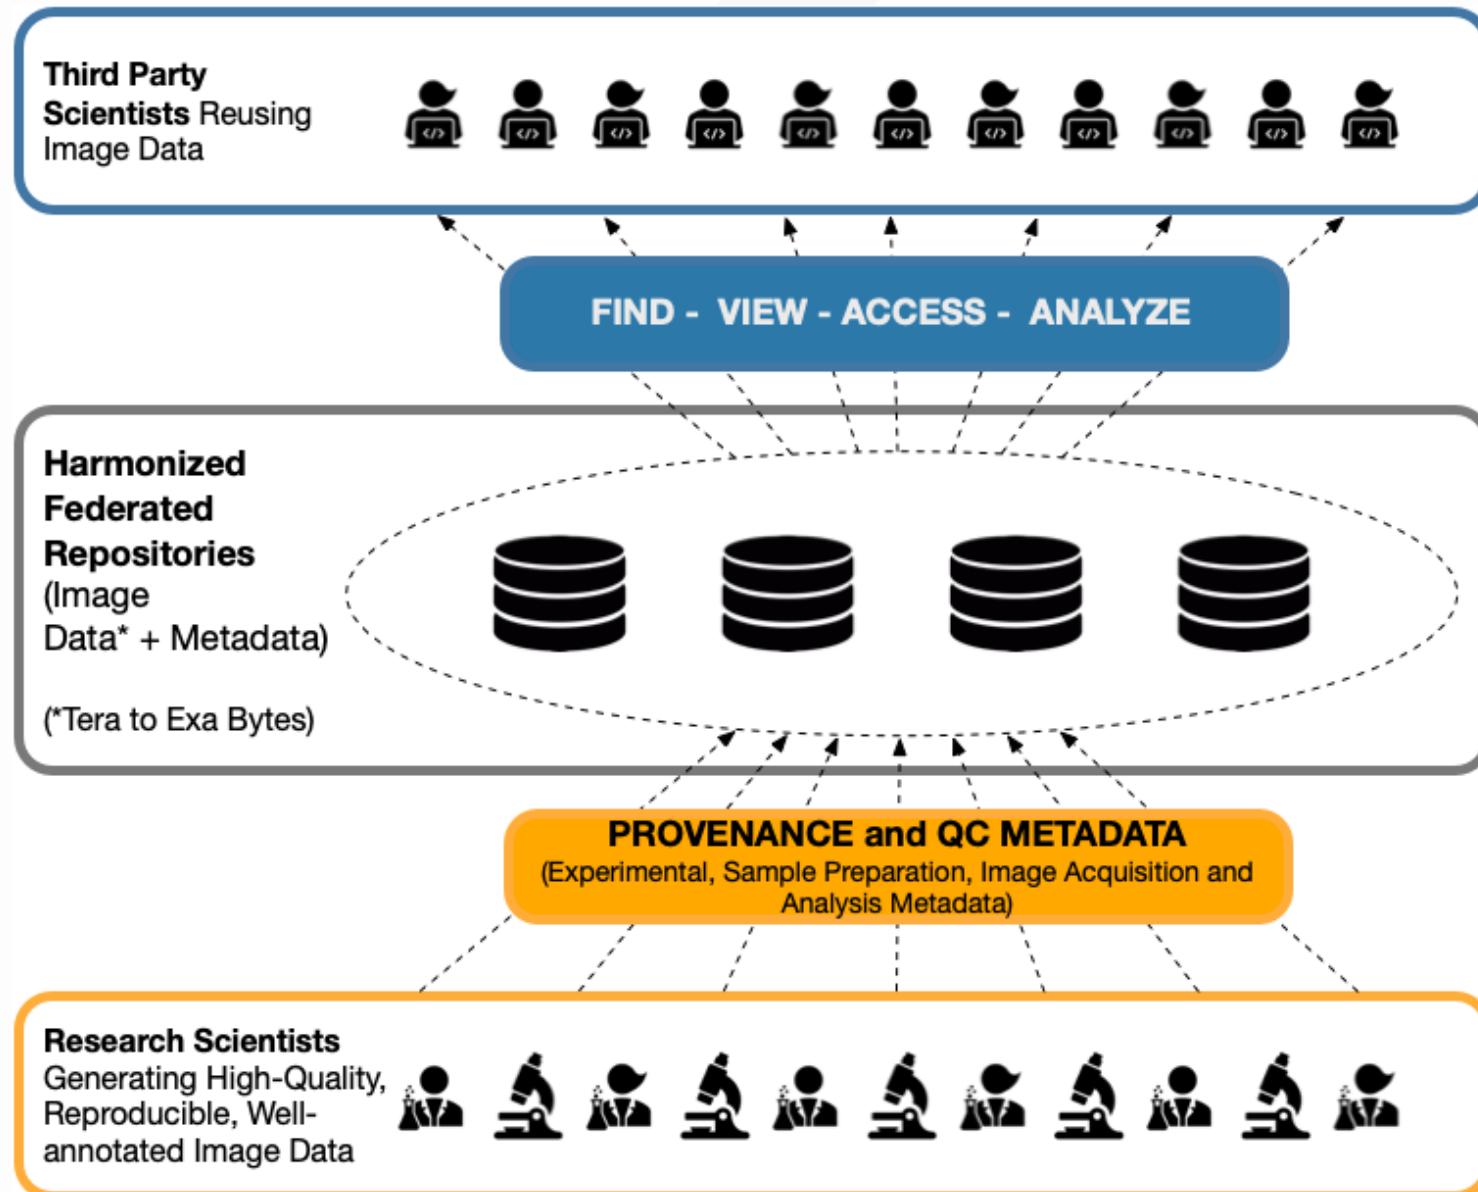 Third Party
Scientists Reusing
Image Data
</> </> </> </> </> </> </> </> </> </> </>
FIND - VIEW - ACCESS - ANALYZE
Harmonized
Federated
Repositories
(Image
Data* + Metadata)
(*Tera to Exa Bytes)
PROVENANCE and QC METADATA
(Experimental, Sample Preparation, Image Acquisition and
Analysis Metadata)
Research Scientists
Generating High-Quality,
Reproducible, Well-
annotated Image Data